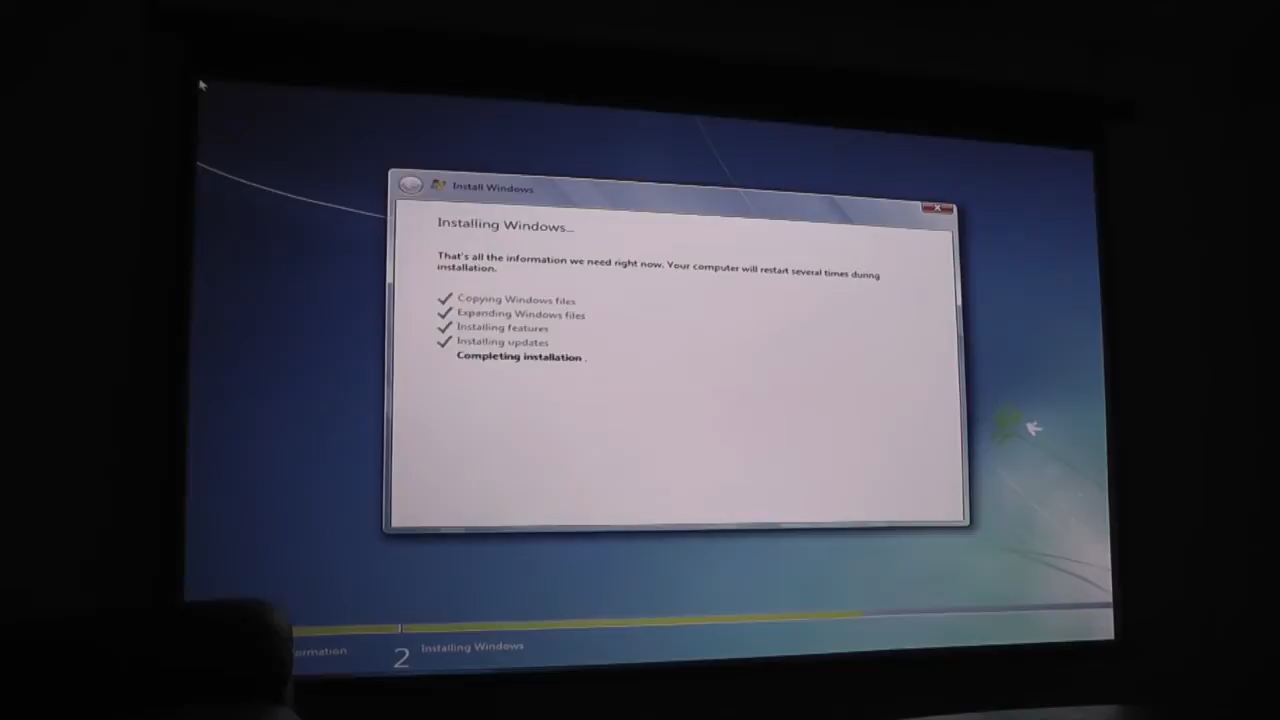 Install Windows
Installing Windows...
That's all the information we need right now. Your computer will restart several times during
installation.
Copying Windows files
Expanding Windows files
Installing features
Installing updates
Completing installation .
ormation
2 Installing Windows